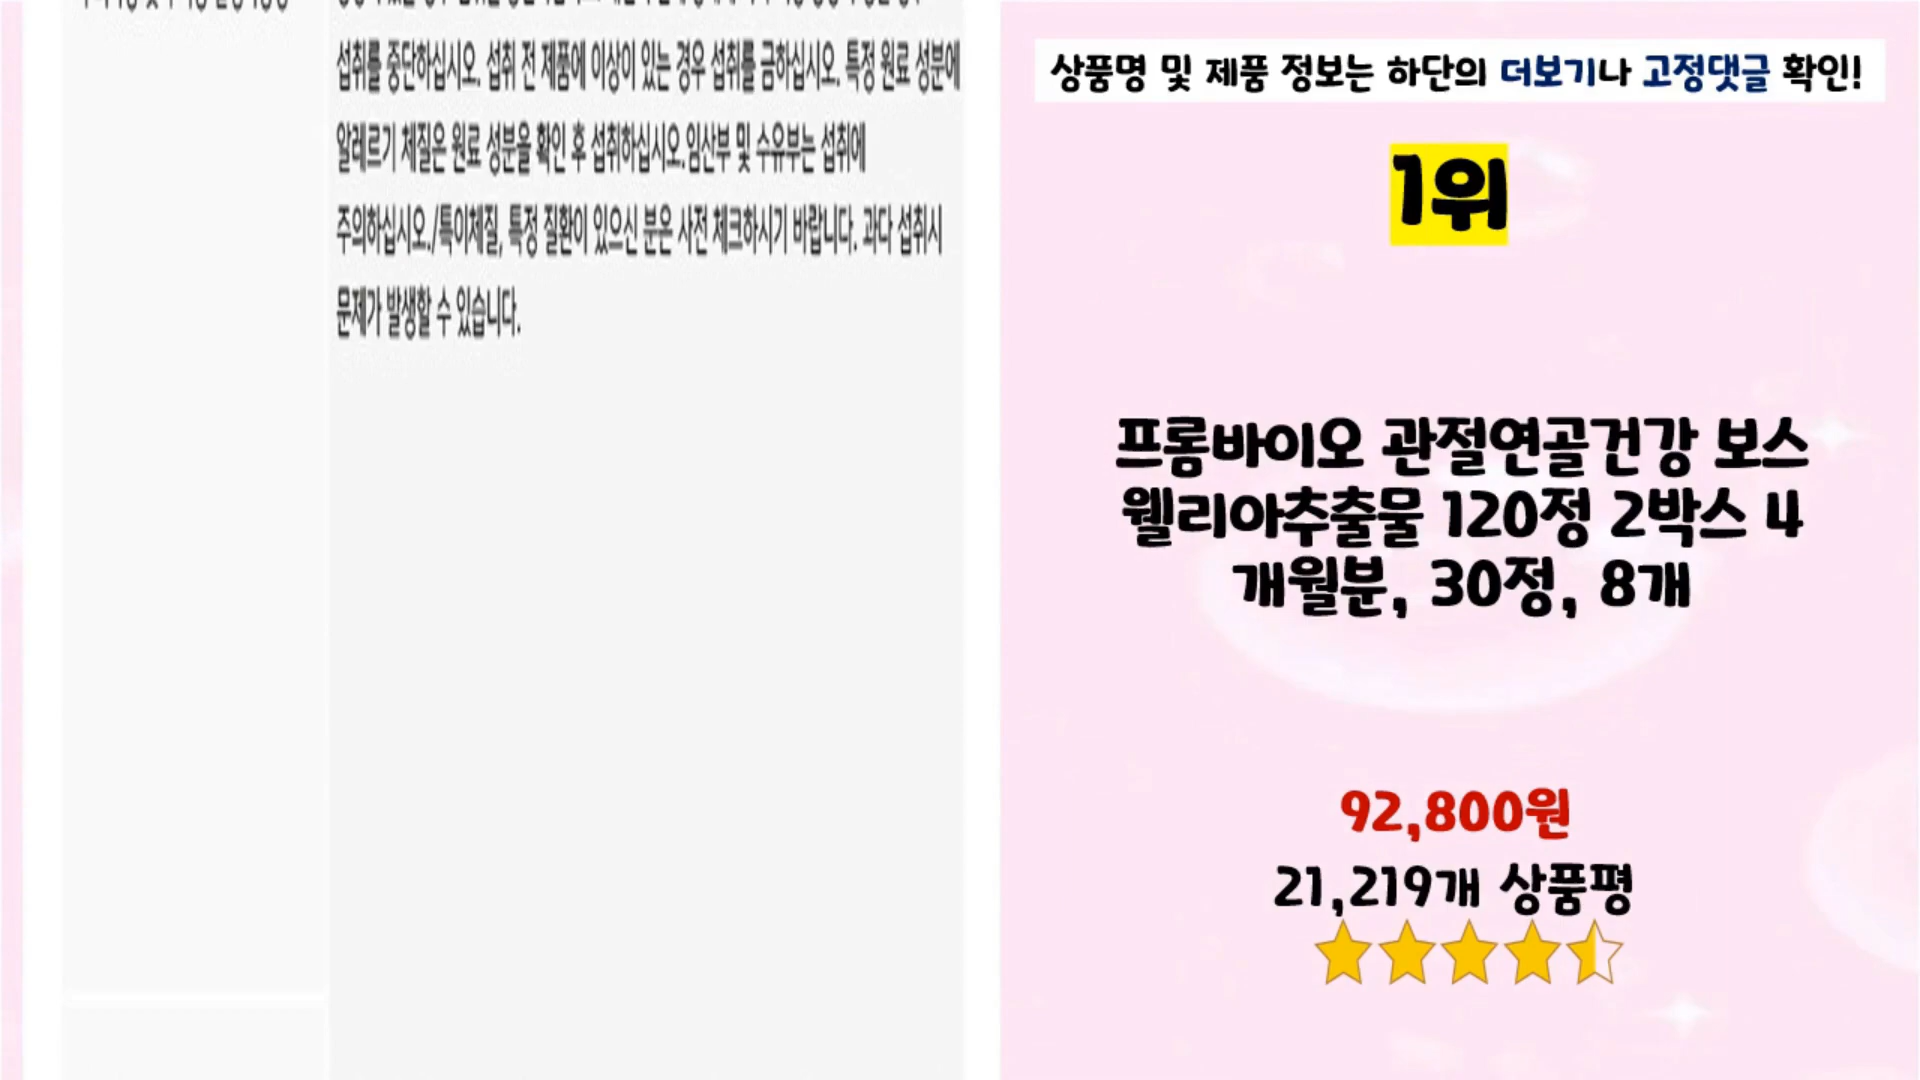 섭취를 중단하십시오. 섭취 전 제품에 이상이 있는 경우 섭취를 금하십시오. 특정 원료 성분에
알레르기 체질은 원료 성분을 확인 후 섭취하십시오.임산부 및 수유부는 섭취에
주의하십시오./특이체질, 특정 질환이 있으신 분은 사전 체크하시기 바랍니다. 과다 섭취시
문제가 발생할 수 있습니다.
상품명 및 제품 정보는 하단의 더보기나 고정댓글 확인!
1위
프롬바이오 관절연골건강 보스
웰리아추출물 120정 2박스 4
개월분, 30정, 8개
92,800원
21,219개 상품평